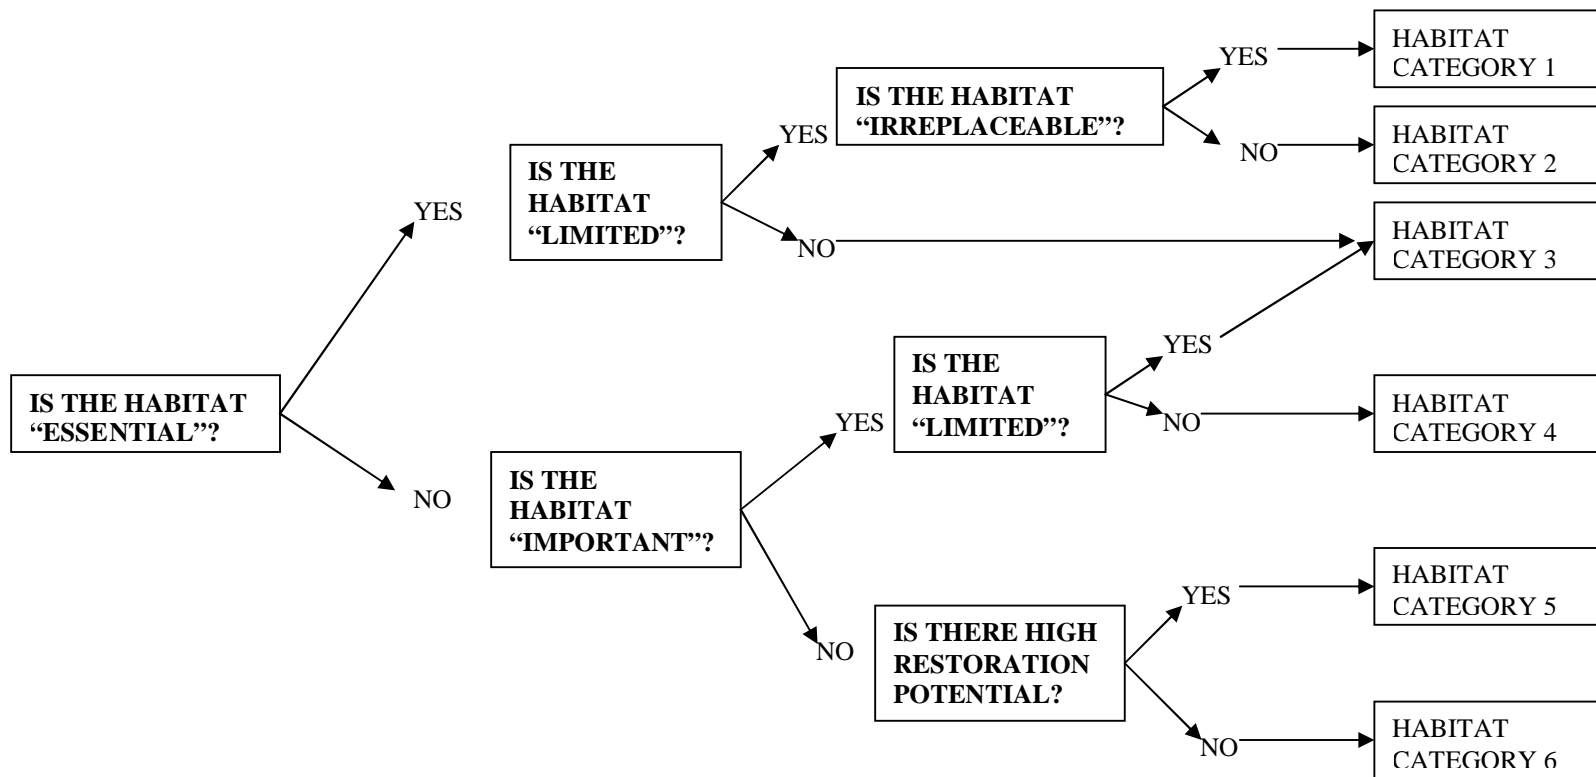 IS THE HABITAT
“ESSENTIAL”?
YES
NO
IS THE
HABITAT
“LIMITED”?
YES
NO
IS THE HABITAT
“IRREPLACEABLE”?
YES
NO
HABITAT
CATEGORY 1
HABITAT
CATEGORY 2
HABITAT
CATEGORY 3
IS THE
HABITAT
“IMPORTANT”?
YES
NO
IS THE
HABITAT
“LIMITED”?
YES
NO
HABITAT
CATEGORY 4
IS THERE HIGH
RESTORATION
POTENTIAL?
YES
NO
HABITAT
CATEGORY 5
HABITAT
CATEGORY 6